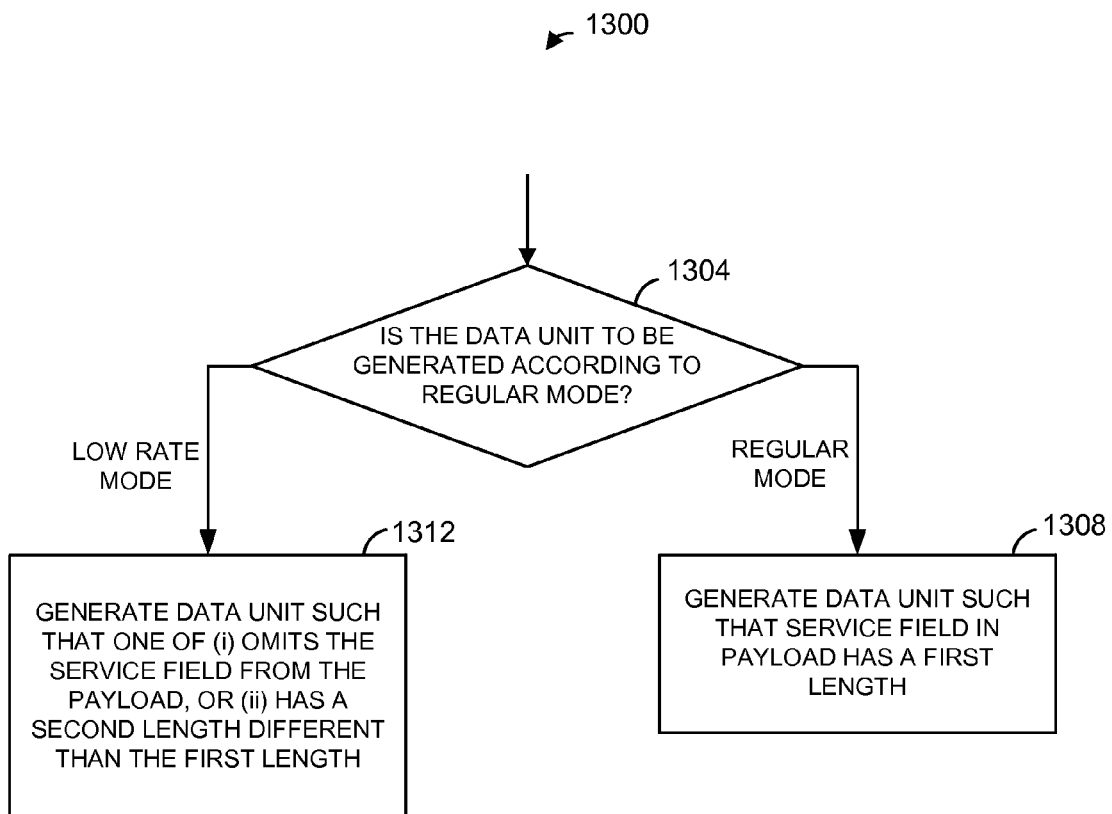 1300
1304
IS THE DATA UNIT TO BE
GENERATED ACCORDING TO
REGULAR MODE?
LOW RATE
MODE
REGULAR
MODE
1312
GENERATE DATA UNIT SUCH
THAT ONE OF (i) OMITS THE
SERVICE FIELD FROM THE
PAYLOAD, OR (ii) HAS A
SECOND LENGTH DIFFERENT
THAN THE FIRST LENGTH
1308
GENERATE DATA UNIT SUCH
THAT SERVICE FIELD IN
PAYLOAD HAS A FIRST
LENGTH